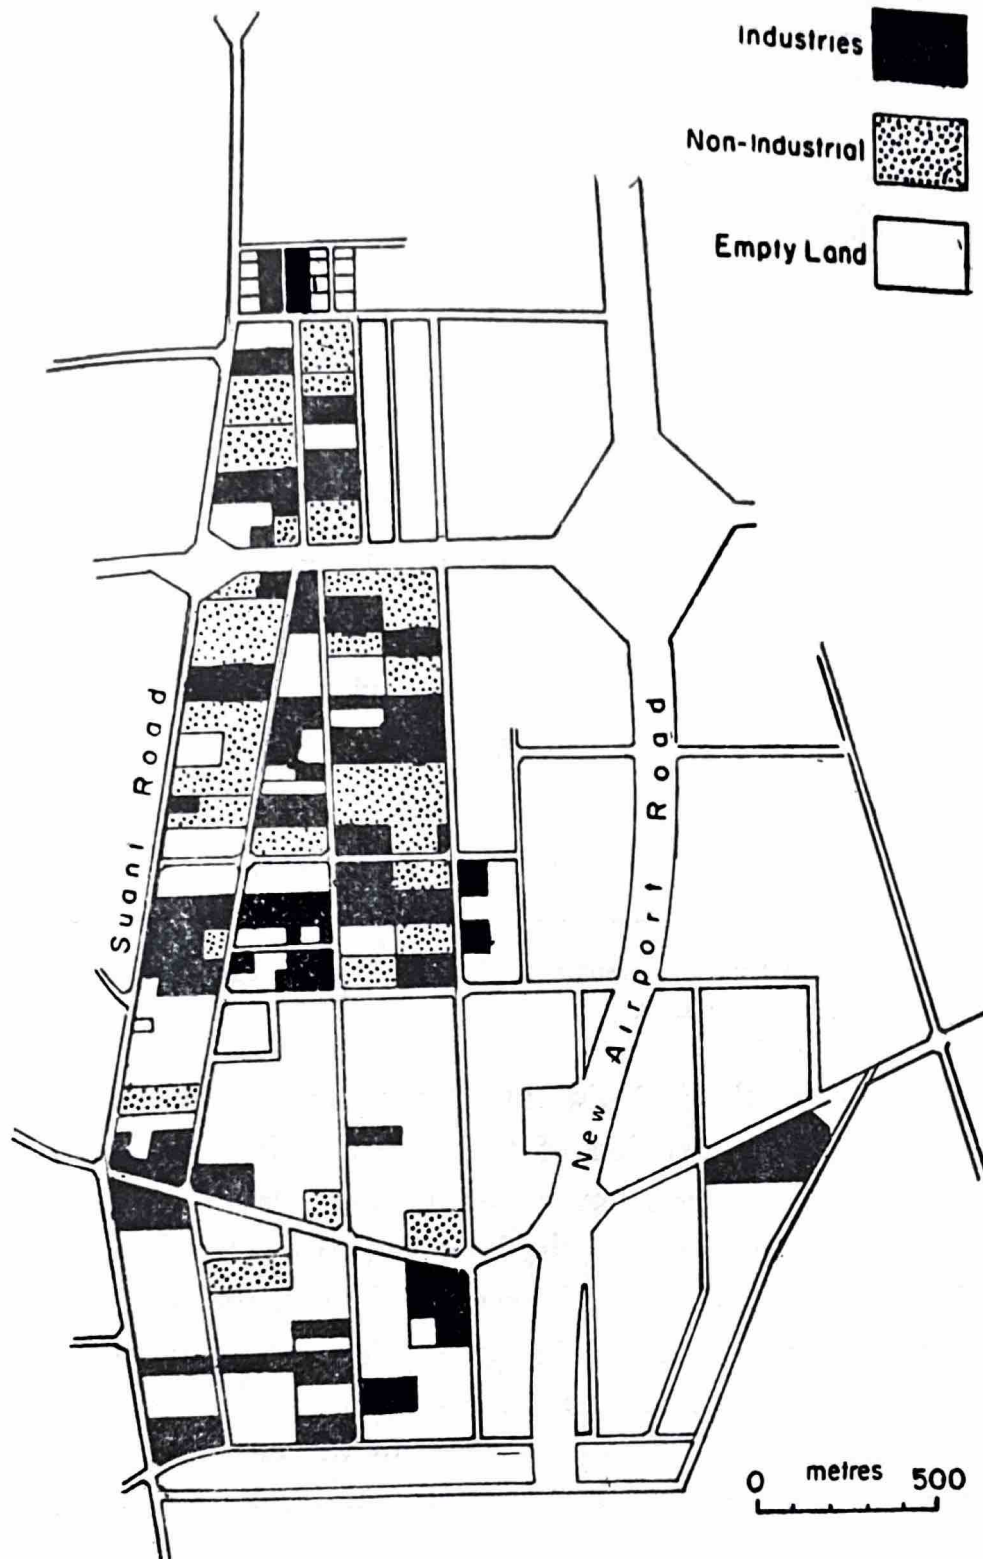 Industries
Non-Industrial
Empty Land
Suani Road
New Airport Road
0 metres 500